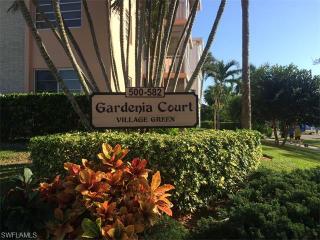 500-582
Gardenia Court
VILLAGE GREEN
SWFLAMLS